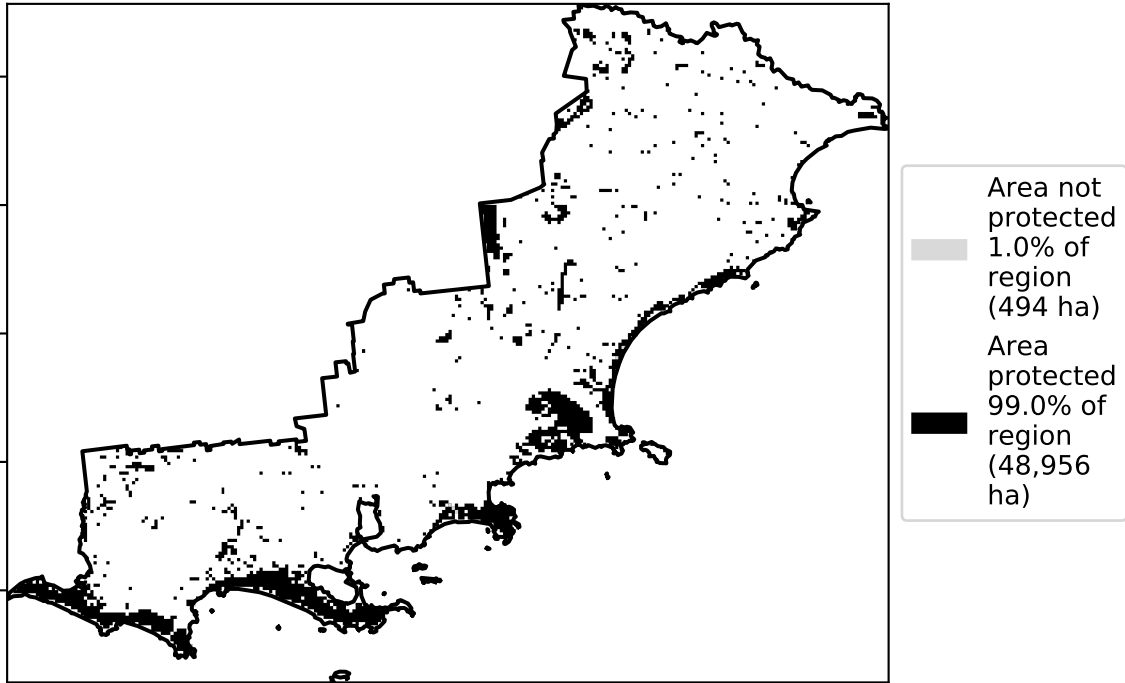 Area not
protected
1.0% of
region
(494 ha)
Area
protected
99.0% of
region
(48,956
ha)